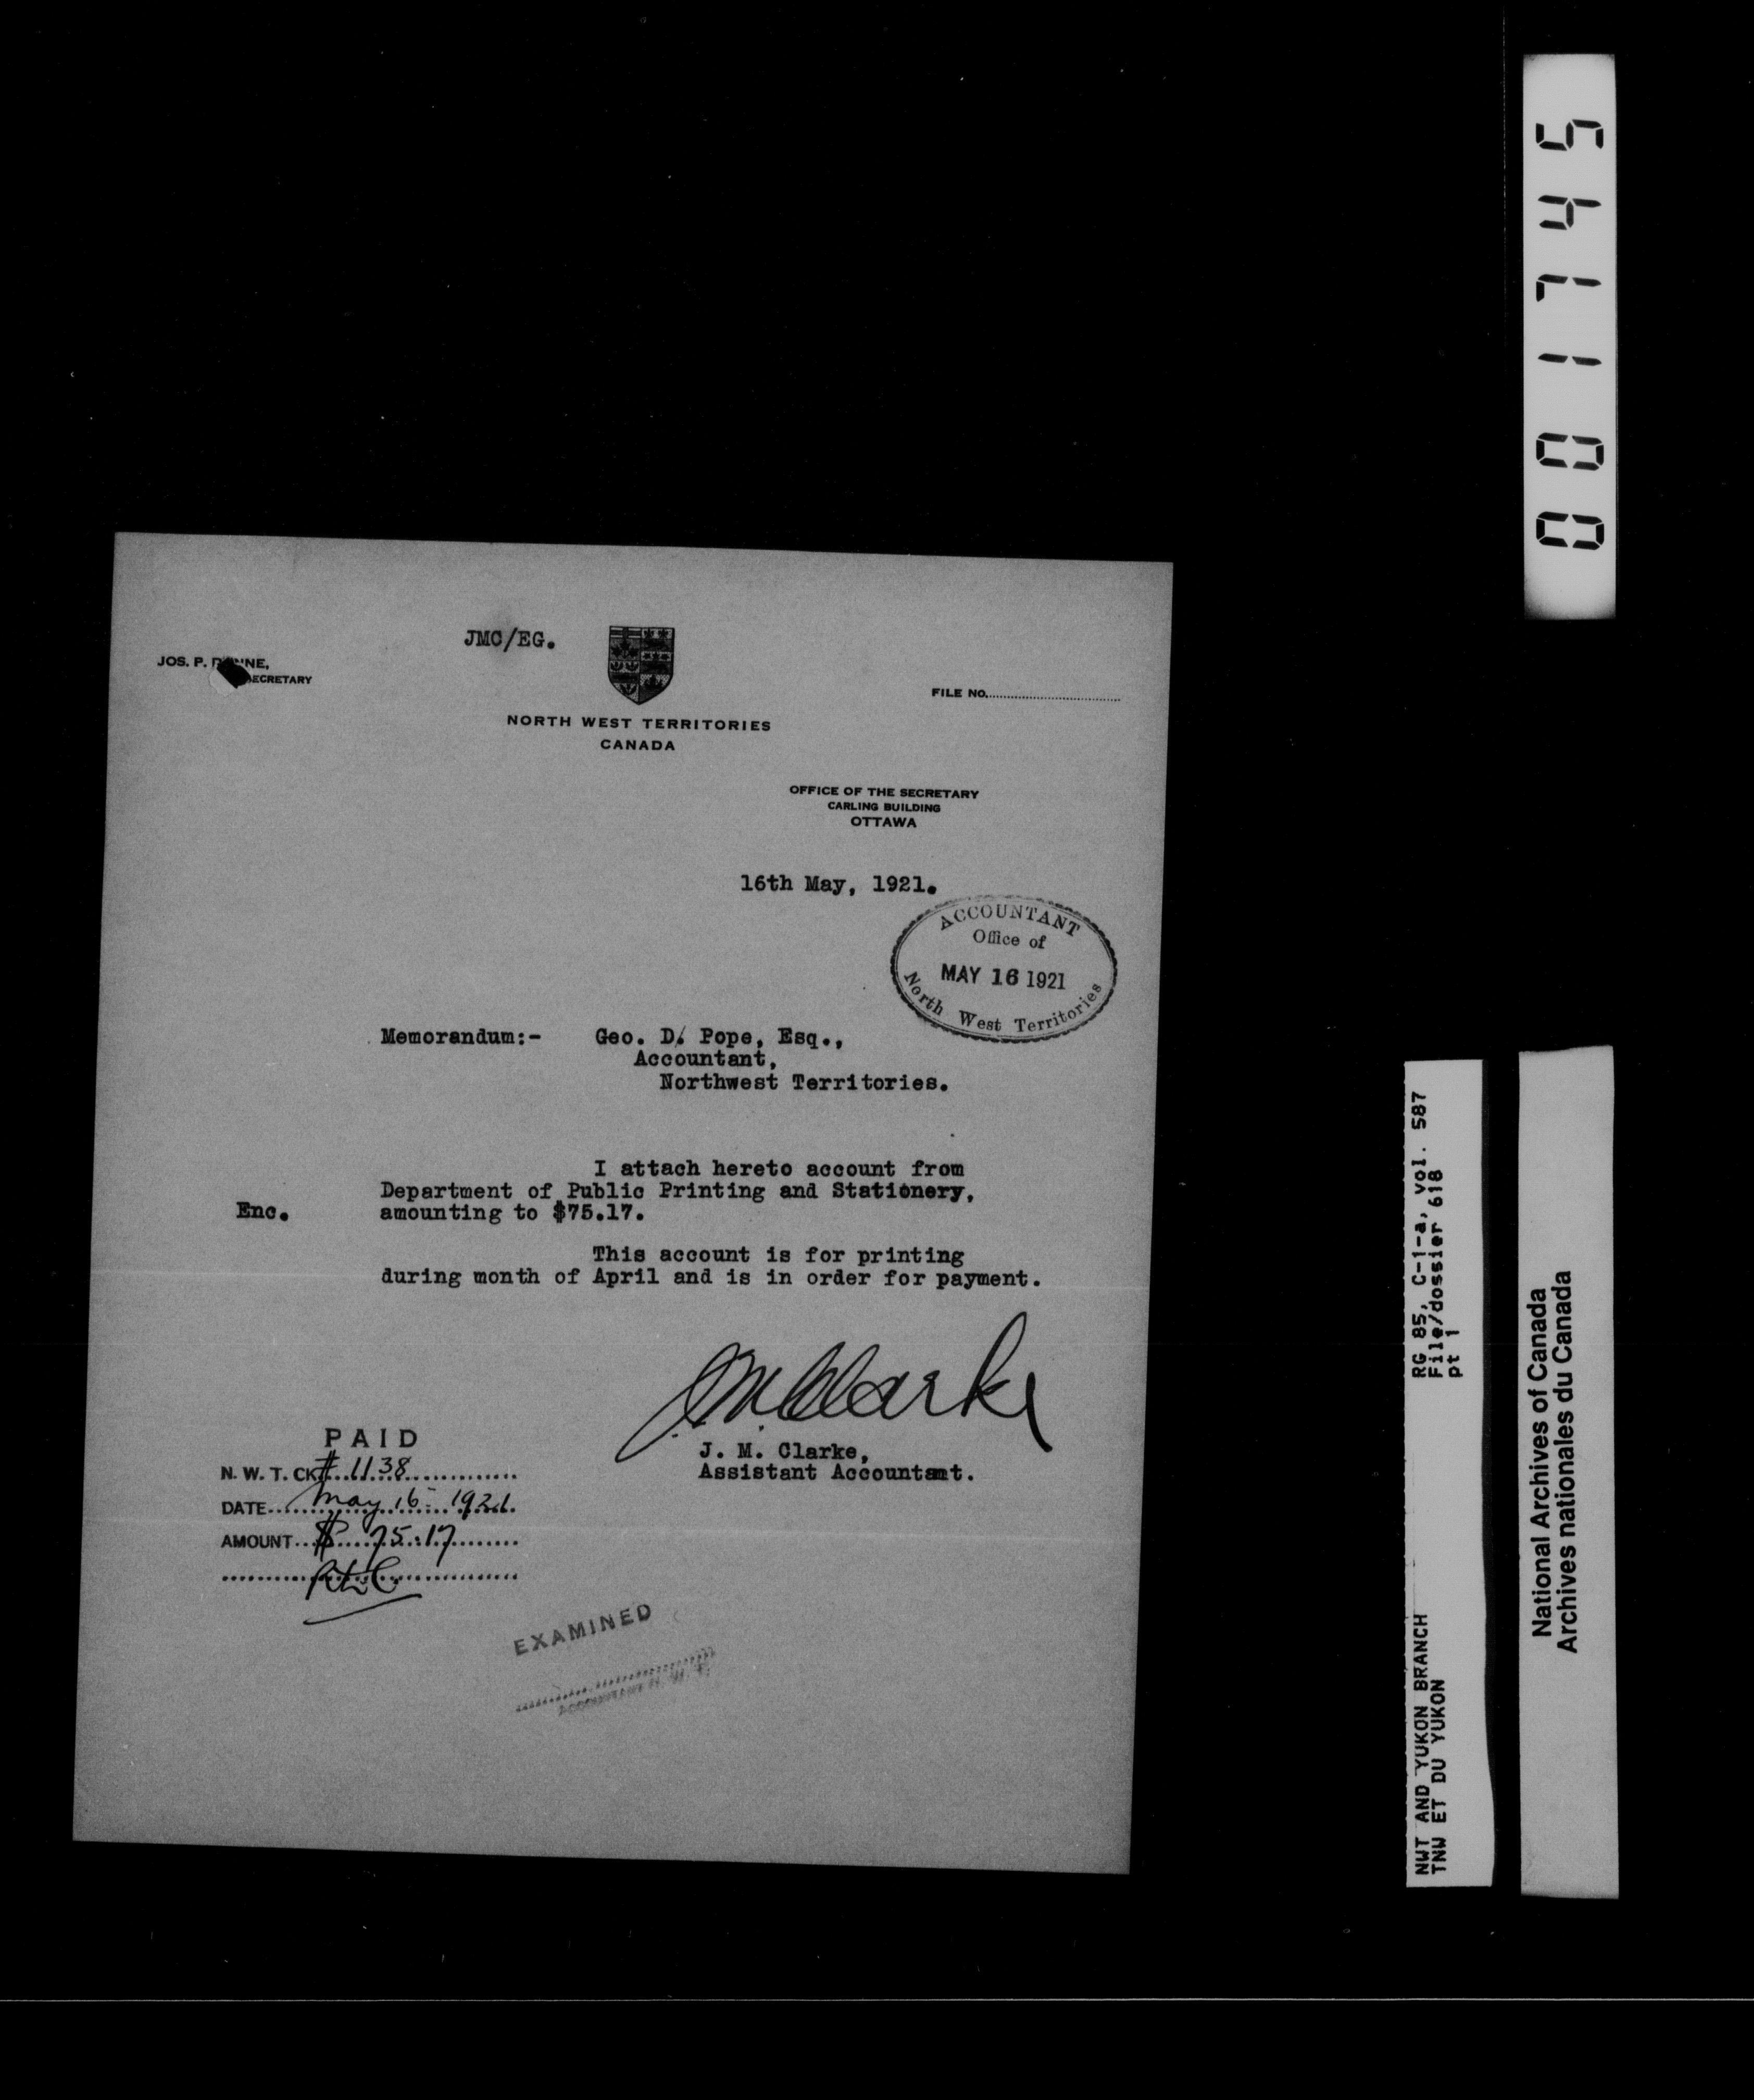 JMC/EG.
JOS. P.
SECRETARY
FILE NO.
NORTH WEST TERRITORIES
CANADA
OFFICE OF THE SECRETARY
CARLING BUILDING
OTTAWA
16th May, 1921.
ACCOUNTANT
Office of
MAY 16 1921
North West Territories
Memorandum:- Geo. D. Pope, Esq.,
Accountant,
Northwest Territories.
I attach hereto account from
Department of Public Printing and Stationery,
Enc. amounting to $75.17.
This account is for printing
during month of April and is in order for payment.
J.M.Clarke
J. M. Clarke,
Assistant Accountant.
PAID
N. W. T. CK # 1138
DATE May 16 - 1921
AMOUNT $ 75.17
EXAMINED
ACCOUNTANT N. W. T.
001745
RG 85, C-1-a, vol. 587
File/dossier 618
pt 1
NWT AND YUKON BRANCH
TNW ET DU YUKON
National Archives of Canada
Archives nationales du Canada